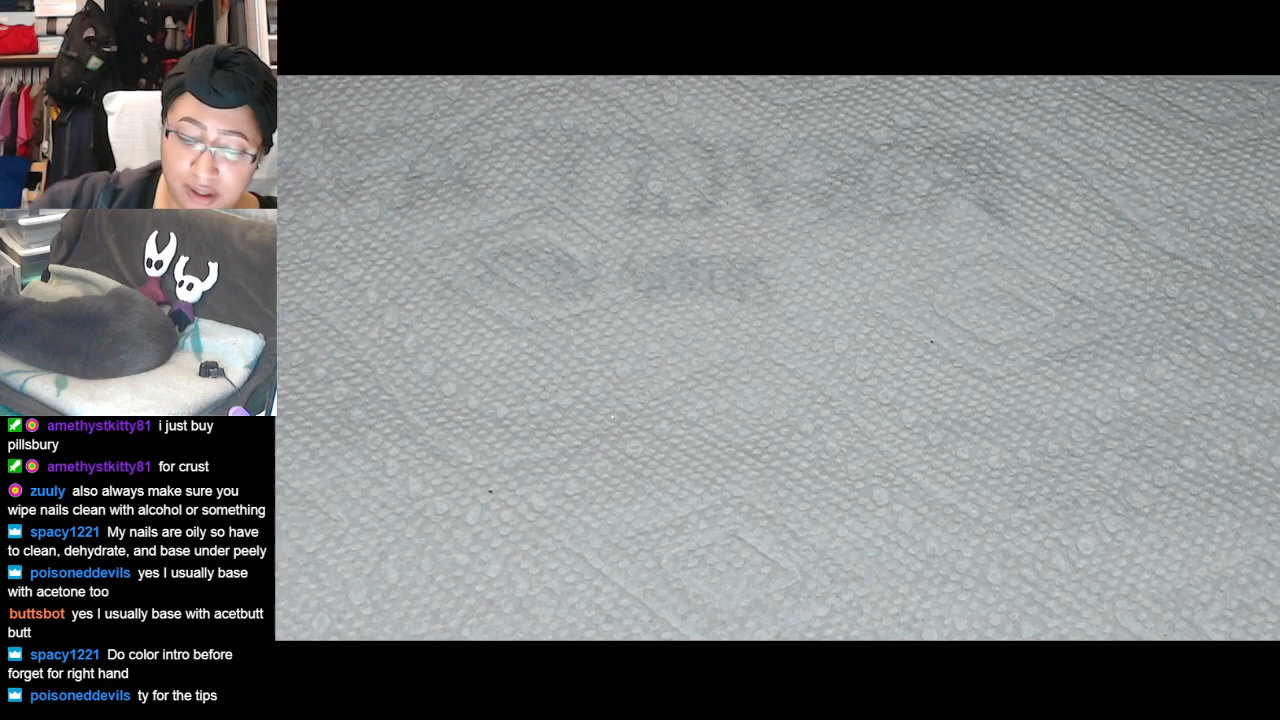 amethystkitty81 i just buy
pillsbury
amethystkitty81 for crust
zuuly also always make sure you
wipe nails clean with alcohol or something
spacy1221 My nails are oily so have
to clean, dehydrate, and base under peely
poisoneddevils yes I usually base
with acetone too
buttsbot yes I usually base with acetbutt
butt
spacy1221 Do color intro before
forget for right hand
poisoneddevils ty for the tips